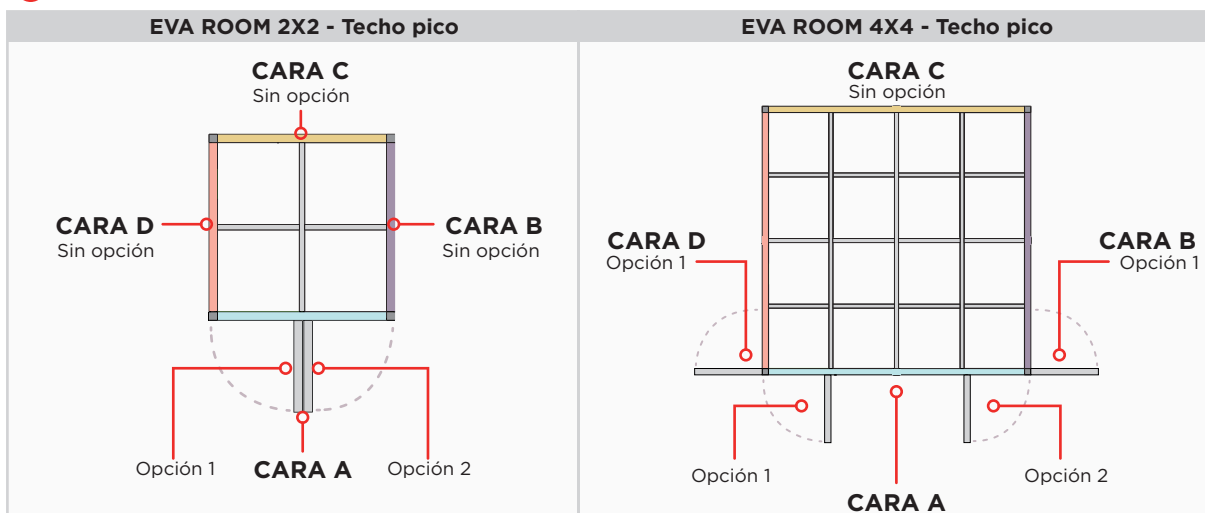 EVA ROOM 2X2 - Techo pico
CARA C
Sin opción
CARA D
Sin opción
CARA B
Sin opción
Opción 1
CARA A
Opción 2
EVA ROOM 4X4 - Techo pico
CARA C
Sin opción
CARA D
Opción 1
CARA B
Opción 1
Opción 1
CARA A
Opción 2